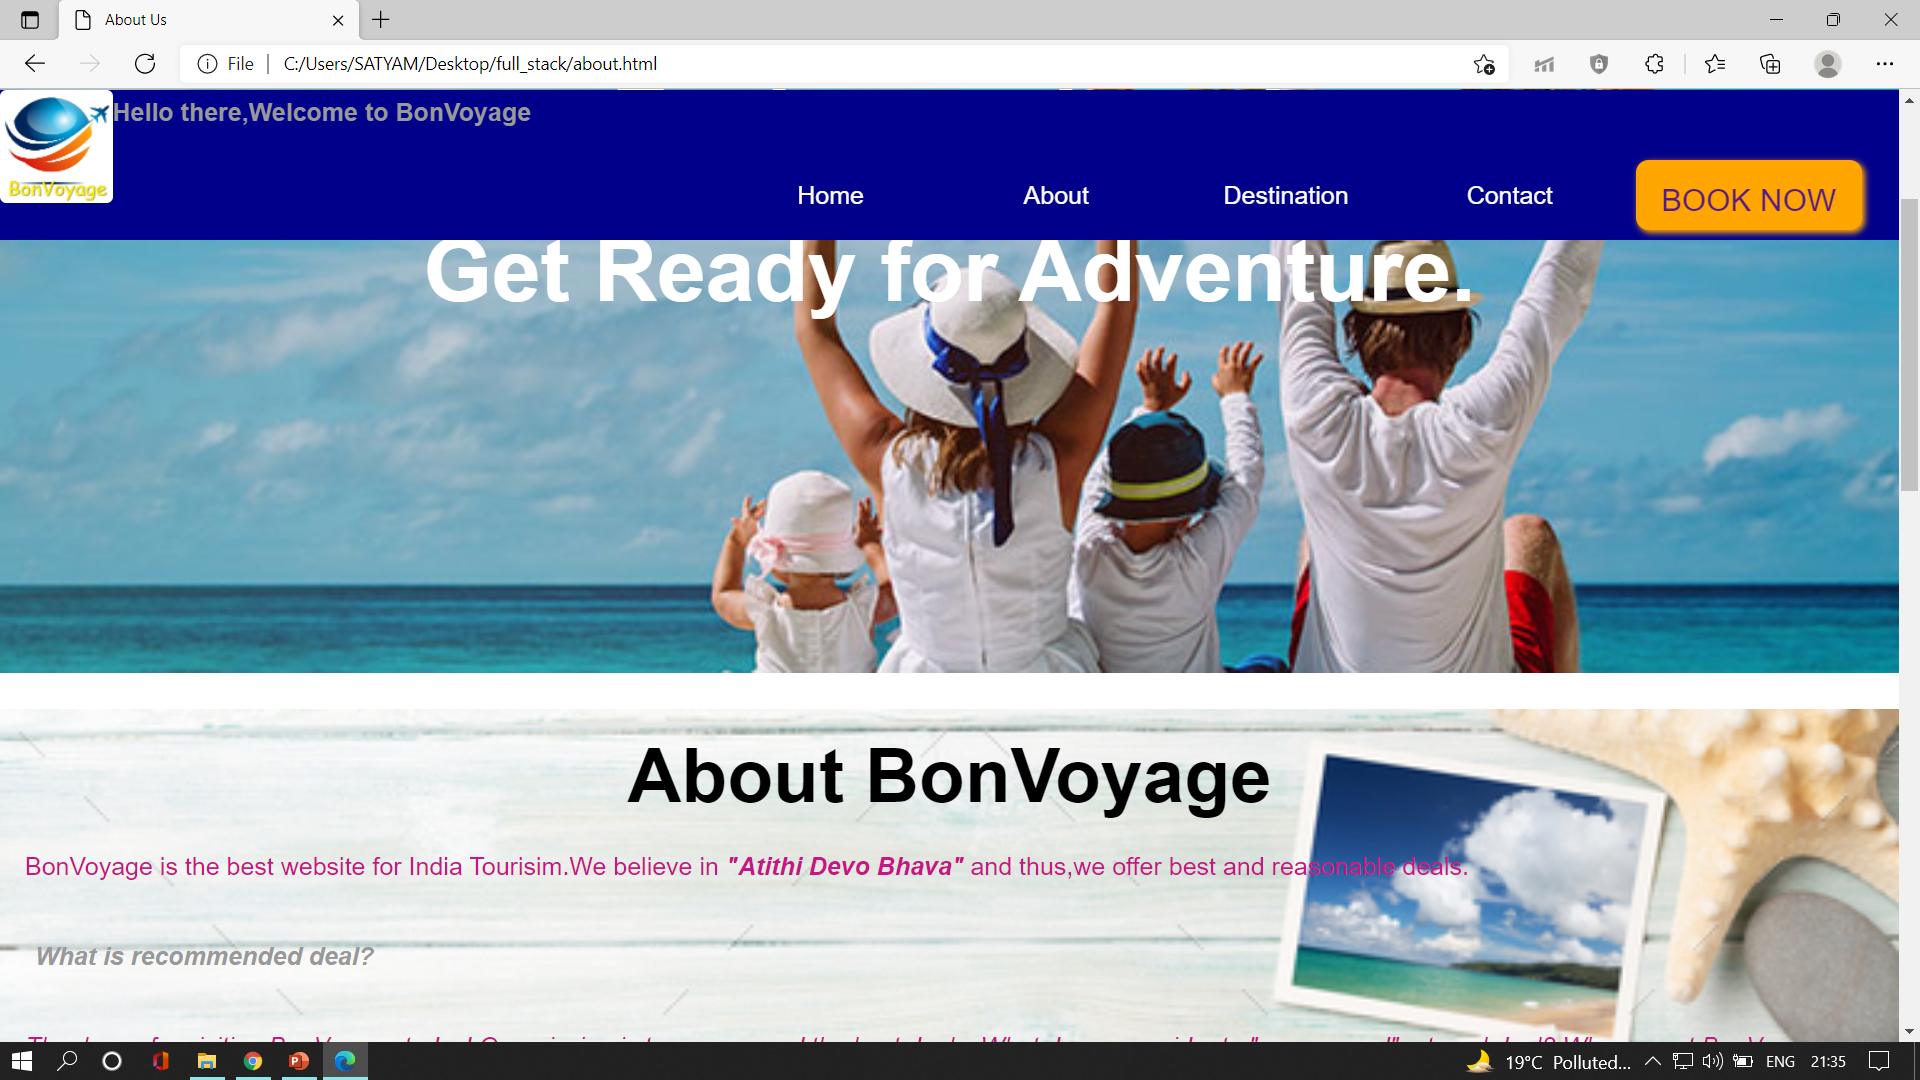 About Us
File
C:/Users/SATYAM/Desktop/full_stack/about.html
Hello there,Welcome to BonVoyage
BonVoyage
Home About Destination Contact BOOK NOW
Get Ready for Adventure.
About BonVoyage
BonVoyage is the best website for India Tourisim.We believe in "Atithi Devo Bhava" and thus,we offer best and reasonable deals.
What is recommended deal?
19°C Polluted... ENG 21:35